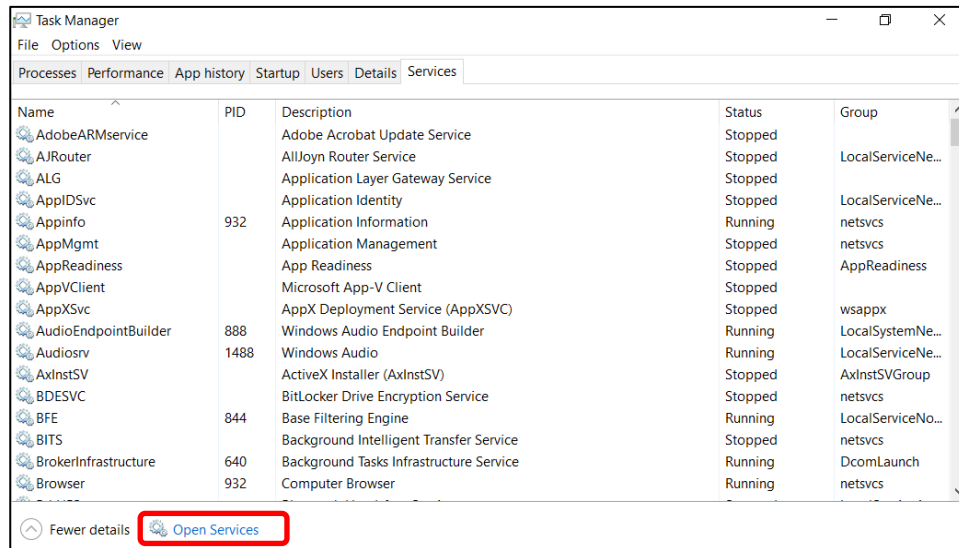 Task Manager
File Options View
Processes Performance App history Startup Users Details Services
Name PID Description Status Group
AdobeARMservice Adobe Acrobat Update Service Stopped
AJRouter AllJoyn Router Service Stopped LocalServiceNe...
ALG Application Layer Gateway Service Stopped
AppIDSvc Application Identity Stopped LocalServiceNe...
Appinfo 932 Application Information Running netsvcs
AppMgmt Application Management Stopped netsvcs
AppReadiness App Readiness Stopped AppReadiness
AppVClient Microsoft App-V Client Stopped
AppXSvc AppX Deployment Service (AppXSVC) Stopped wsappx
AudioEndpointBuilder 888 Windows Audio Endpoint Builder Running LocalSystemNe...
Audiosrv 1488 Windows Audio Running LocalServiceNe...
AxInstSV ActiveX Installer (AxInstSV) Stopped AxInstSVGroup
BDESVC BitLocker Drive Encryption Service Stopped netsvcs
BFE 844 Base Filtering Engine Running LocalServiceNo...
BITS Background Intelligent Transfer Service Stopped netsvcs
BrokerInfrastructure 640 Background Tasks Infrastructure Service Running DcomLaunch
Browser 932 Computer Browser Running netsvcs
Fewer details Open Services